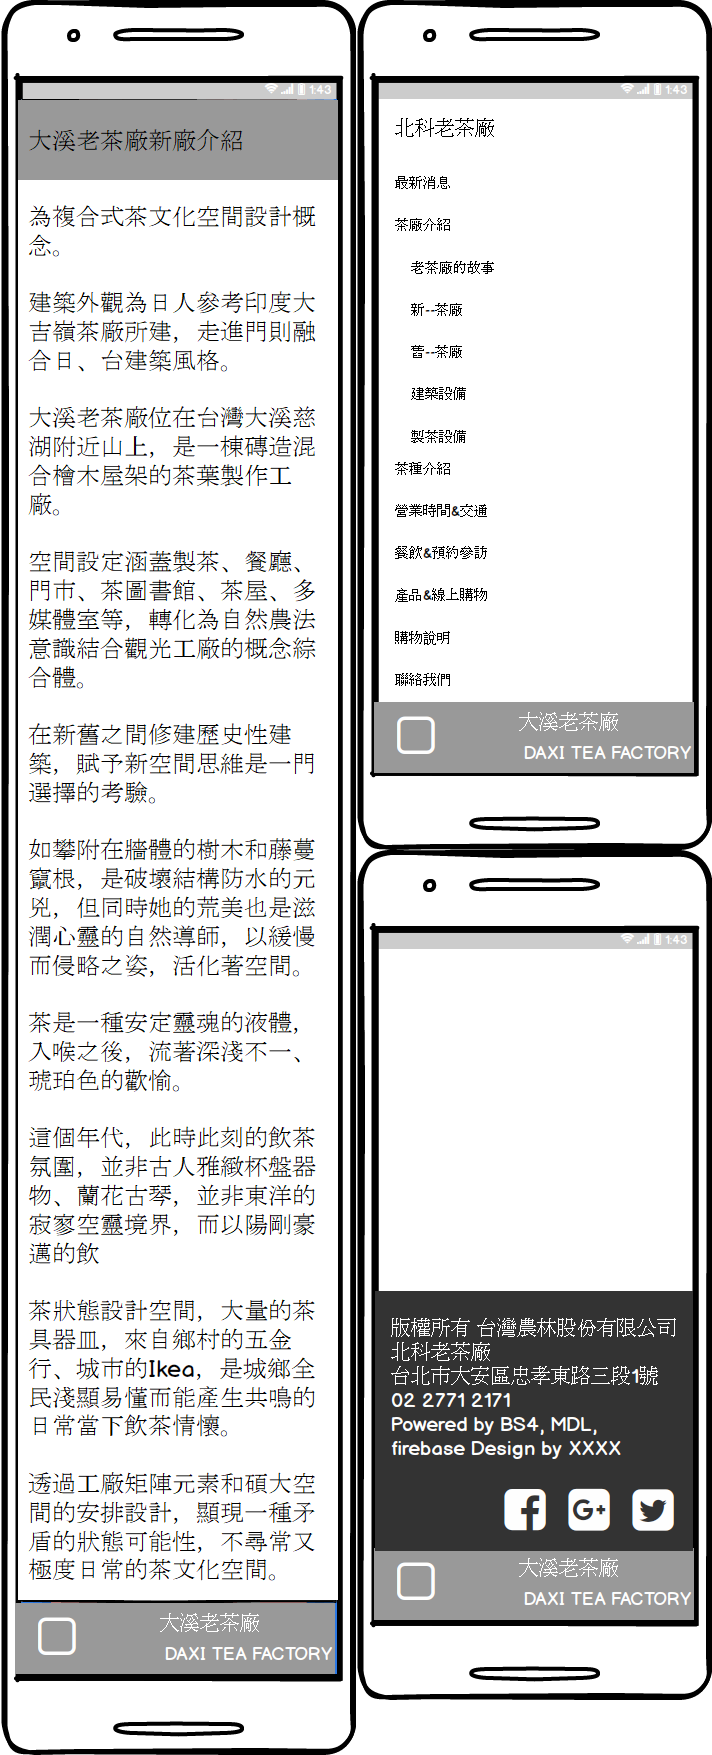 1:43
大溪老茶廠新廠介紹
為複合式茶文化空間設計概
念。
建築外觀為日人參考印度大
吉嶺茶廠所建，走進門則融
合日、台建築風格。
大溪老茶廠位在台灣大溪慈
湖附近山上，是一棟磚造混
合檜木屋架的茶葉製作工
廠。
空間設定涵蓋製茶、餐廳、
門市、茶圖書館、茶屋、多
媒體室等，轉化為自然農法
意識結合觀光工廠的概念綜
合體。
在新舊之間修建歷史性建
築，賦予新空間思維是一門
選擇的考驗。
如攀附在牆體的樹木和藤蔓
竄根，是破壞結構防水的元
兇，但同時她的荒美也是滋
潤心靈的自然導師，以緩慢
而侵略之姿，活化著空間。
茶是一種安定靈魂的液體，
入喉之後，流著深淺不一、
琥珀色的歡愉。
這個年代，此時此刻的飲茶
氛圍，並非古人雅緻杯盤器
物、蘭花古琴，並非東洋的
寂寥空靈境界，而以陽剛豪
邁的飲
茶狀態設計空間，大量的茶
具器皿，來自鄉村的五金
行、城市的Ikea，是城鄉全
民淺顯易懂而能產生共鳴的
日常當下飲茶情懷。
透過工廠矩陣元素和碩大空
間的安排設計，顯現一種矛
盾的狀態可能性，不尋常又
極度日常的茶文化空間。
大溪老茶廠
DAXI TEA FACTORY
1:43
北科老茶廠
最新消息
茶廠介紹
老茶廠的故事
新--茶廠
舊--茶廠
建築設備
製茶設備
茶種介紹
營業時間&交通
餐飲&預約參訪
產品&線上購物
購物說明
聯絡我們
大溪老茶廠
DAXI TEA FACTORY
1:43
版權所有 台灣農林股份有限公司
北科老茶廠
台北市大安區忠孝東路三段1號
02 2771 2171
Powered by BS4, MDL,
firebase Design by XXXX
大溪老茶廠
DAXI TEA FACTORY